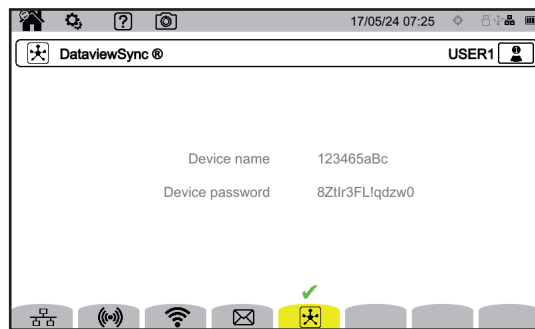 17/05/24 07:25
DataviewSync ® USER1
Device name 123465aBc
Device password 8ZtIr3FL!qdzw0